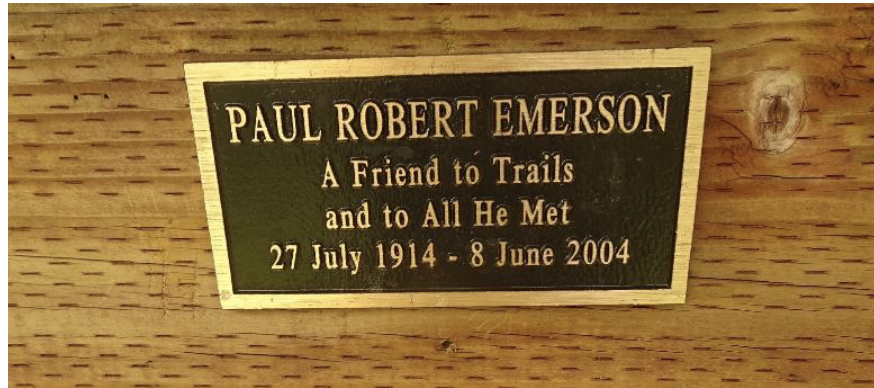 PAUL ROBERT EMERSON
A Friend to Trails
and to All He Met
27 July 1914 - 8 June 2004